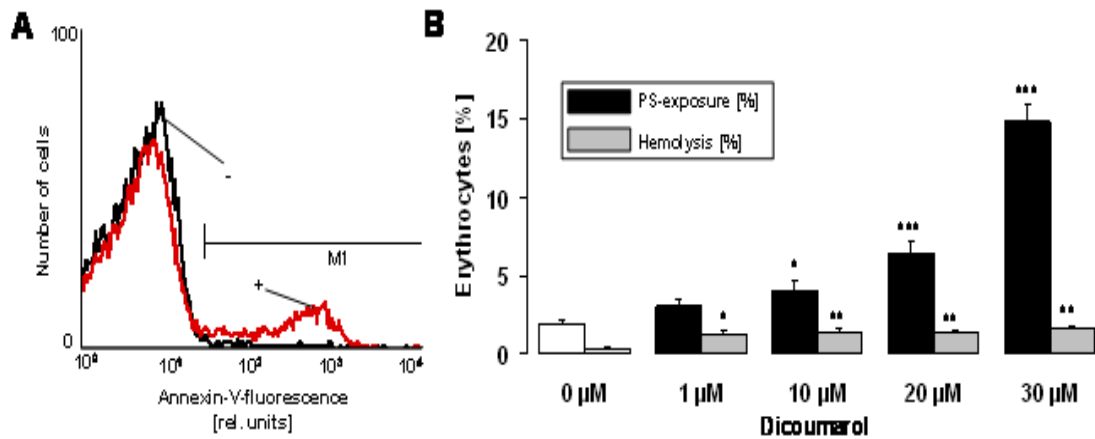 A
100
Number of cells
-
M1
+
0
10⁰ 10¹ 10² 10³ 10⁴
Annexin-V-fluorescence
[rel. units]
B
20
15
10
5
0
Erythrocytes [%]
PS-exposure [%]
Hemolysis [%]
*
*
**
***
**
***
**
0 µM 1 µM 10 µM 20 µM 30 µM
Dicoumarol